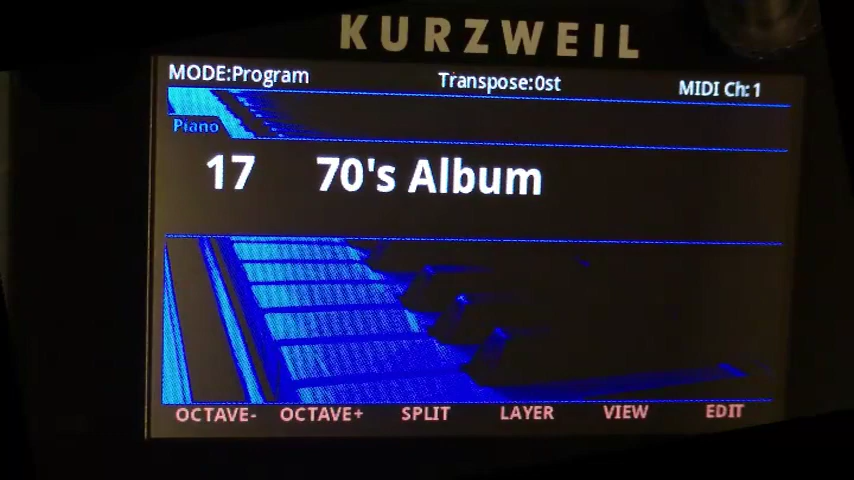 KURZWEIL
MODE:Program Transpose:0st MIDI Ch:1
Piano
17 70's Album
OCTAVE- OCTAVE+ SPLIT LAYER VIEW EDIT